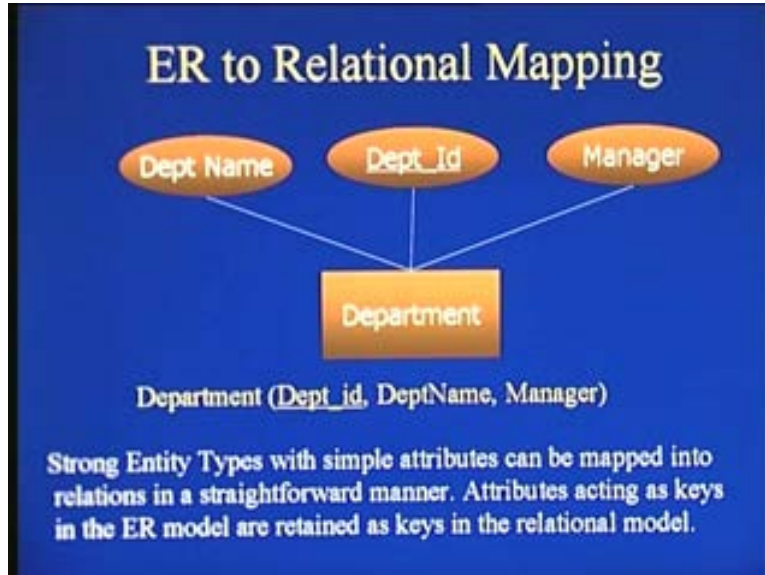 ER to Relational Mapping
Dept Name Dept_Id Manager
Department
Department (Dept_id, DeptName, Manager)
Strong Entity Types with simple attributes can be mapped into
relations in a straightforward manner. Attributes acting as keys
in the ER model are retained as keys in the relational model.